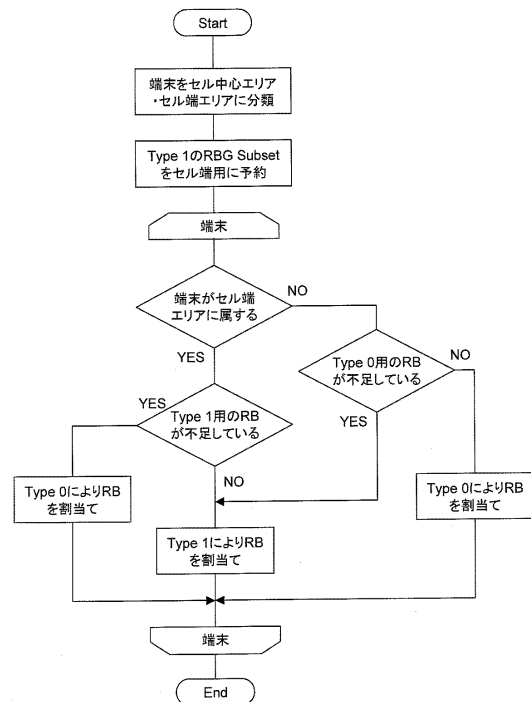 Start
端末をセル中心エリア
・セル端エリアに分類
Type 1のRBG Subset
をセル端用に予約
端末
端末がセル端
エリアに属する
NO
YES
Type 0用のRB
が不足している
NO
YES
Type 1用のRB
が不足している
YES
NO
Type 0によりRB
を割当て
Type 1によりRB
を割当て
Type 0によりRB
を割当て
端末
End